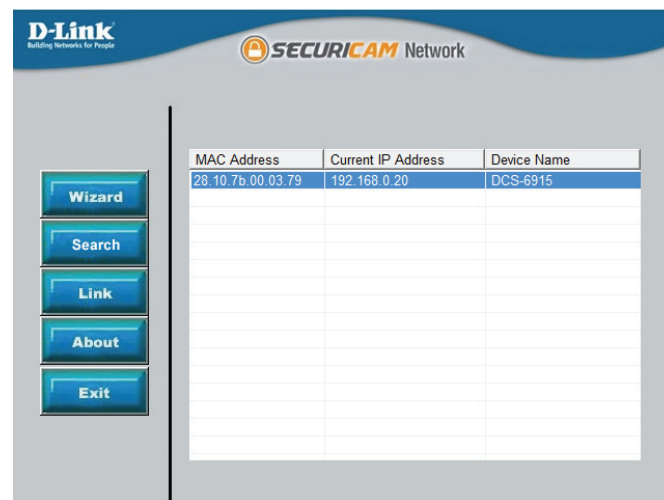 D-Link
Building Networks for People
SECURICAM Network
MAC Address Current IP Address Device Name
28.10.7b.00.03.79 192.168.0.20 DCS-6915
Wizard
Search
Link
About
Exit